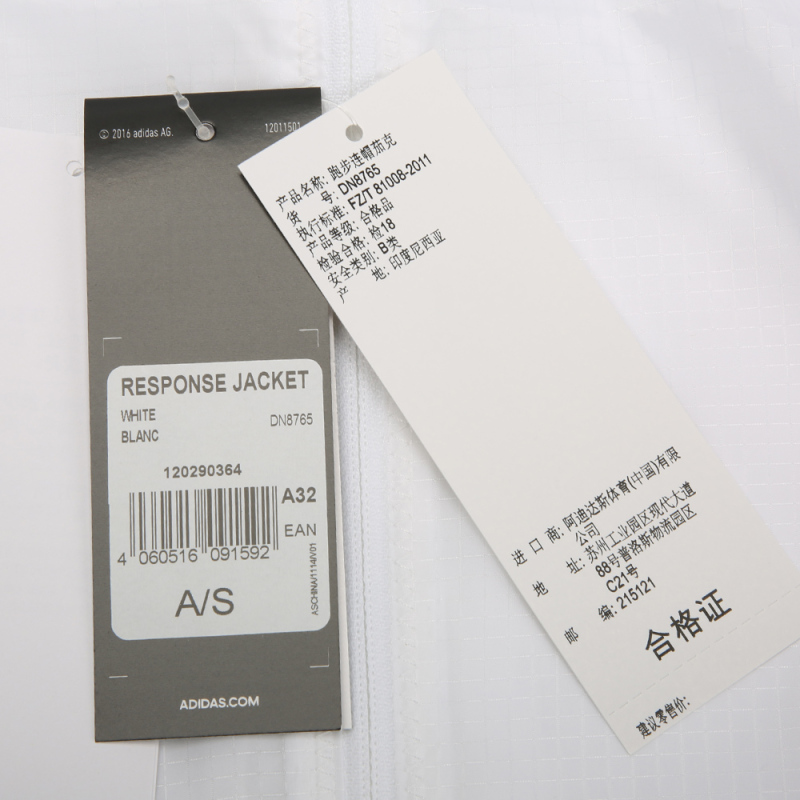 © 2016 adidas AG.
12011501
RESPONSE JACKET
WHITE
BLANC
DN8765
120290364
A32
EAN
4 060516 091592
A/S
ASCHINA/1114/V01
ADIDAS.COM
产品名称: 跑步连帽茄克
货 号: DN8765
执行标准: FZ/T 81008-2011
产品等级: 合格品
检验合格: 检18
安全类别: B类
产 地: 印度尼西亚
进 口 商: 阿迪达斯体育(中国)有限
公司
地 址: 苏州工业园区现代大道
88号普洛斯物流园区
C21号
邮 编: 215121
合格证
建议零售价: